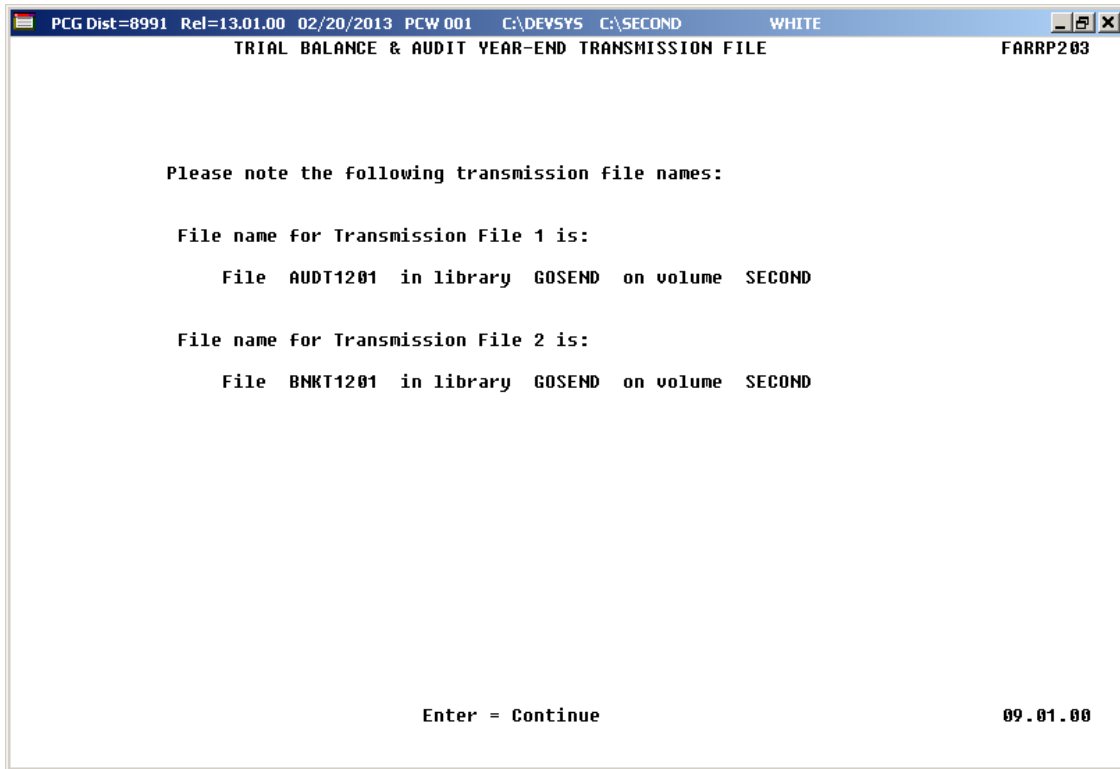 PCG Dist=8991 Rel=13.01.00 02/20/2013 PCW 001 C:\DEVSYS C:\SECOND WHITE
TRIAL BALANCE & AUDIT YEAR-END TRANSMISSION FILE FARRP203
Please note the following transmission file names:
File name for Transmission File 1 is:
File AUDT1201 in library GOSEND on volume SECOND
File name for Transmission File 2 is:
File BNKT1201 in library GOSEND on volume SECOND
Enter = Continue 09.01.00